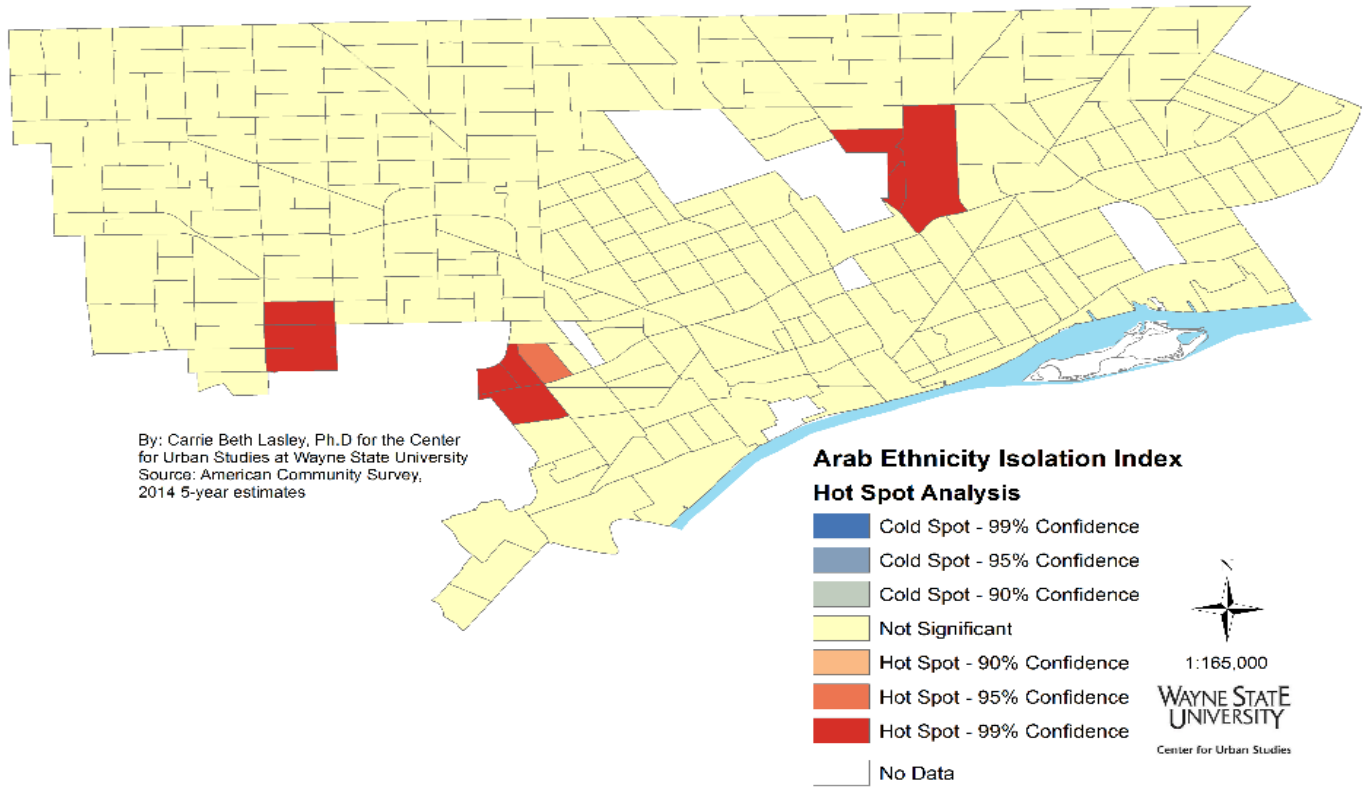 By: Carrie Beth Lasley, Ph.D for the Center
for Urban Studies at Wayne State University
Source: American Community Survey,
2014 5-year estimates
Arab Ethnicity Isolation Index
Hot Spot Analysis
Cold Spot - 99% Confidence
Cold Spot - 95% Confidence
Cold Spot - 90% Confidence
Not Significant
Hot Spot - 90% Confidence
Hot Spot - 95% Confidence
Hot Spot - 99% Confidence
No Data
N
1:165,000
WAYNE STATE
UNIVERSITY
Center for Urban Studies